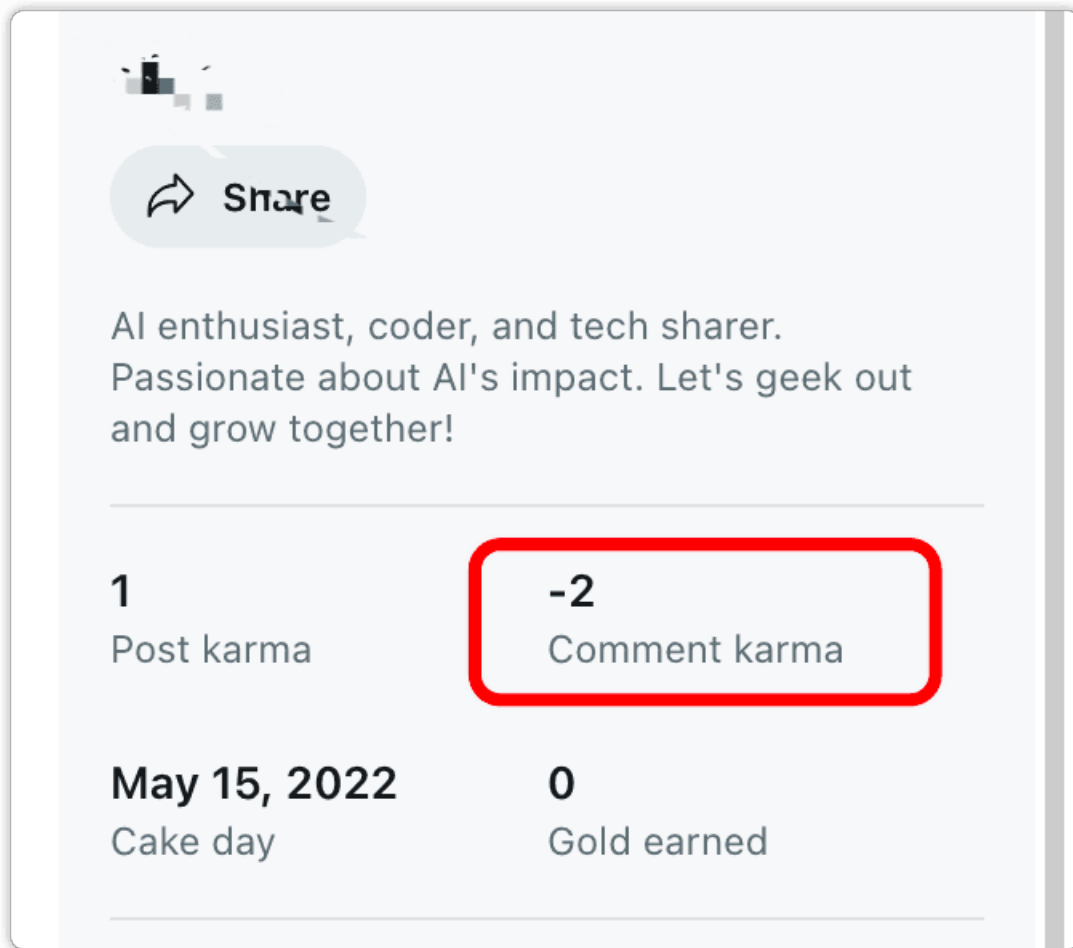 Share
AI enthusiast, coder, and tech sharer.
Passionate about AI's impact. Let's geek out
and grow together!
1
-2
Post karma
Comment karma
May 15, 2022
0
Cake day
Gold earned